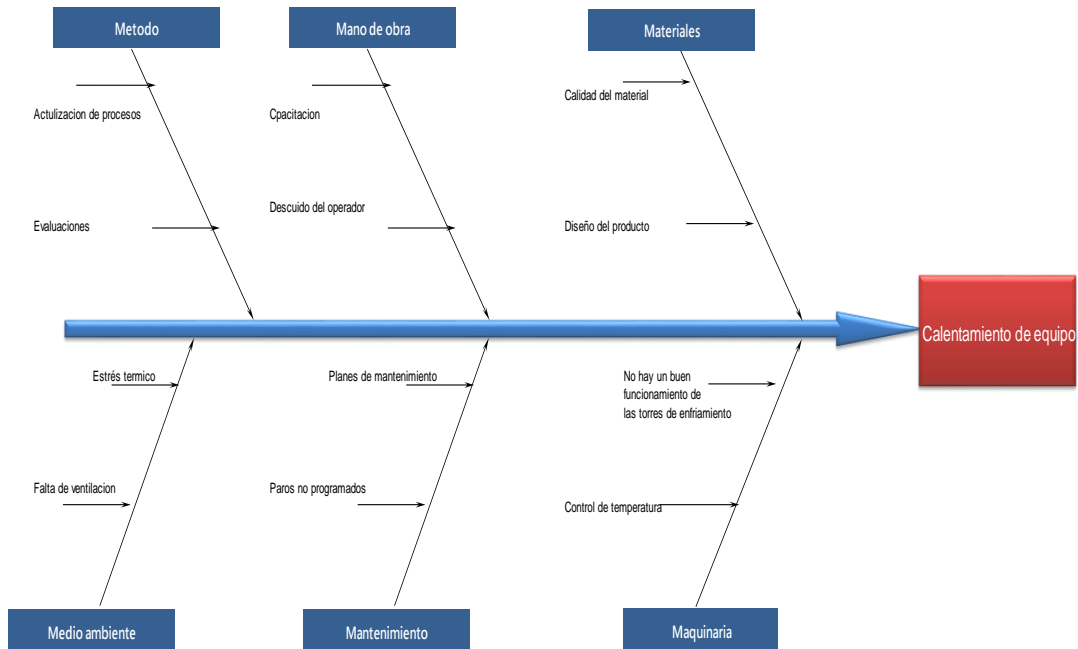 Metodo
Mano de obra
Materiales
Actulizacion de procesos
Cpacitacion
Calidad del material
Evaluaciones
Descuido del operador
Diseño del producto
Calentamiento de equipo
Estrés termico
Planes de mantenimiento
No hay un buen
funcionamiento de
las torres de enfriamiento
Falta de ventilacion
Paros no programados
Control de temperatura
Medio ambiente
Mantenimiento
Maquinaria